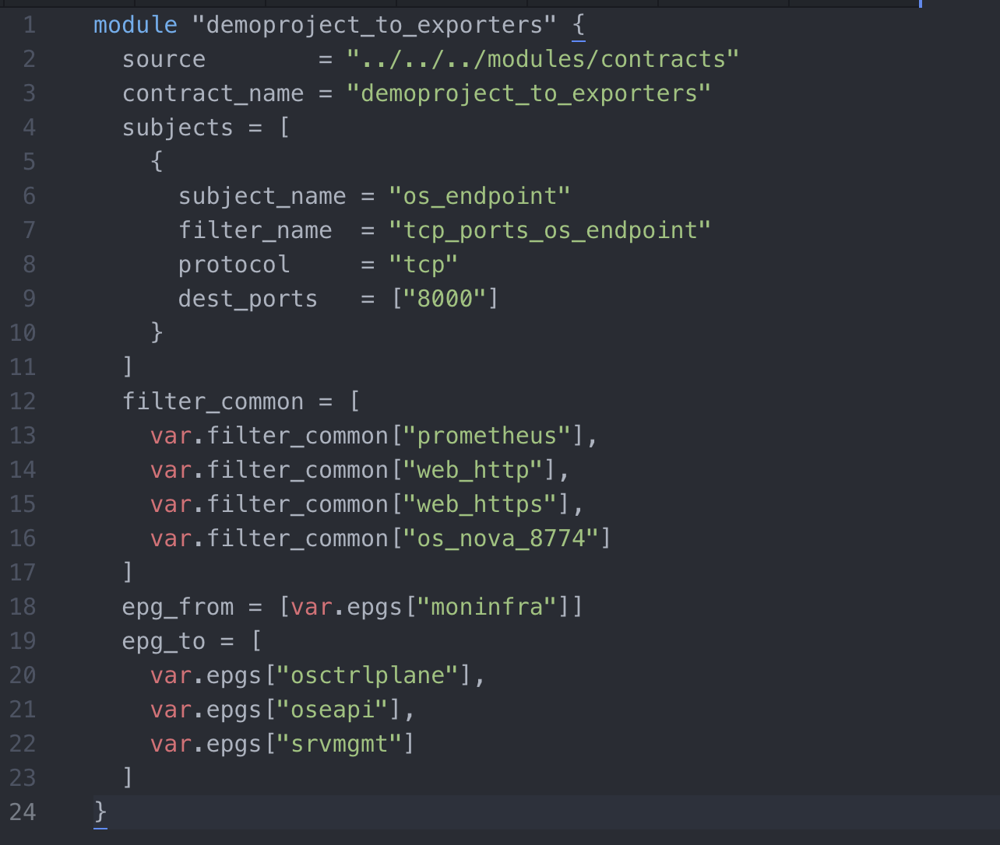 1 module "demoproject_to_exporters" {
2   source        = "../../../modules/contracts"
3   contract_name = "demoproject_to_exporters"
4   subjects = [
5     {
6       subject_name = "os_endpoint"
7       filter_name  = "tcp_ports_os_endpoint"
8       protocol     = "tcp"
9       dest_ports   = ["8000"]
10     }
11   ]
12   filter_common = [
13     var.filter_common["prometheus"],
14     var.filter_common["web_http"],
15     var.filter_common["web_https"],
16     var.filter_common["os_nova_8774"]
17   ]
18   epg_from = [var.epgs["moninfra"]]
19   epg_to = [
20     var.epgs["osctrlplane"],
21     var.epgs["oseapi"],
22     var.epgs["srvmgmt"]
23   ]
24 }